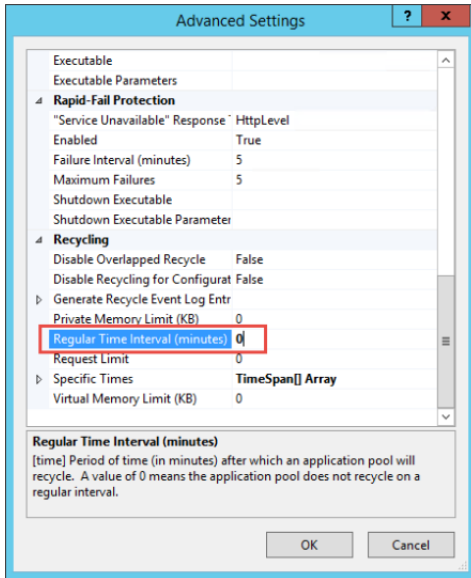 Advanced Settings
?
x
Executable
Executable Parameters
Rapid-Fail Protection
"Service Unavailable" Response T HttpLevel
Enabled True
Failure Interval (minutes) 5
Maximum Failures 5
Shutdown Executable
Shutdown Executable Parameter
Recycling
Disable Overlapped Recycle False
Disable Recycling for Configurat False
Generate Recycle Event Log Entr
Private Memory Limit (KB) 0
Regular Time Interval (minutes) 0
Request Limit 0
Specific Times TimeSpan[] Array
Virtual Memory Limit (KB) 0
Regular Time Interval (minutes)
[time] Period of time (in minutes) after which an application pool will
recycle. A value of 0 means the application pool does not recycle on a
regular interval.
OK Cancel